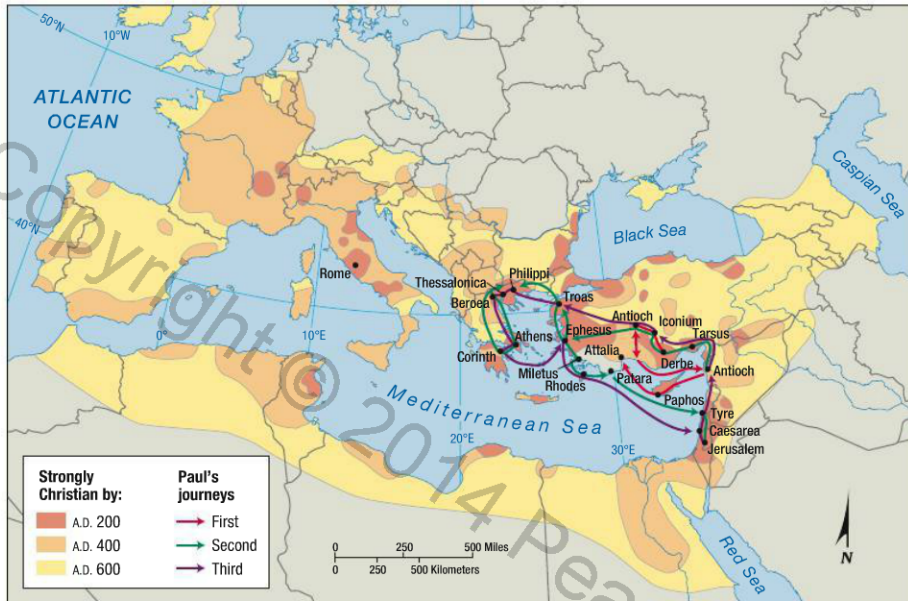 50°N
10°W
ATLANTIC
OCEAN
40°N
Caspian Sea
Black Sea
Rome
Thessalonica
Philippi
Beroea
Troas
Antioch
Iconium
Tarsus
0°
10°E
Athens
Ephesus
Attalia
Corinth
Derbe
Antioch
Miletus
Rhodes
Patara
Paphos
Mediterranean Sea
Tyre
20°E
30°E
Caesarea
Jerusalem
Strongly
Christian by:
A.D. 200
A.D. 400
A.D. 600
Paul's
journeys
First
Second
Third
0 250 500 Miles
0 250 500 Kilometers
N
Red Sea
Copyright © 2014 Pea